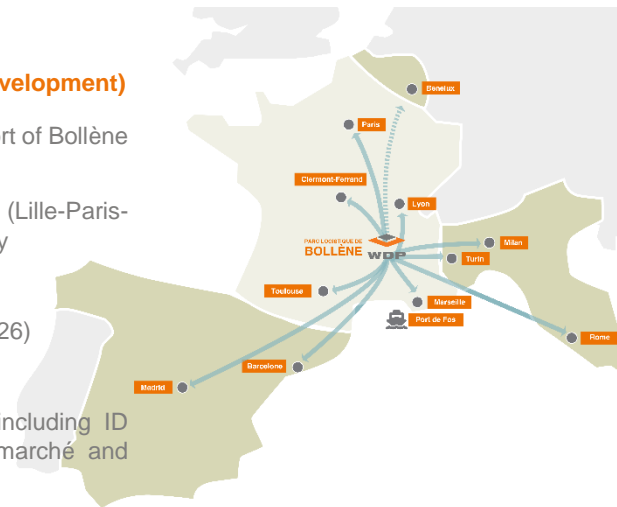 velopment)
rt of Bollène
(Lille-Paris-
y
26)
including ID
marché and
Benelux
Paris
Clermont-Ferrand
Lyon
PARC LOGISTIQUE DE
BOLLÈNE
WDP
Milan
Turin
Toulouse
Marseille
Port de Fos
Rome
Barcelone
Madrid